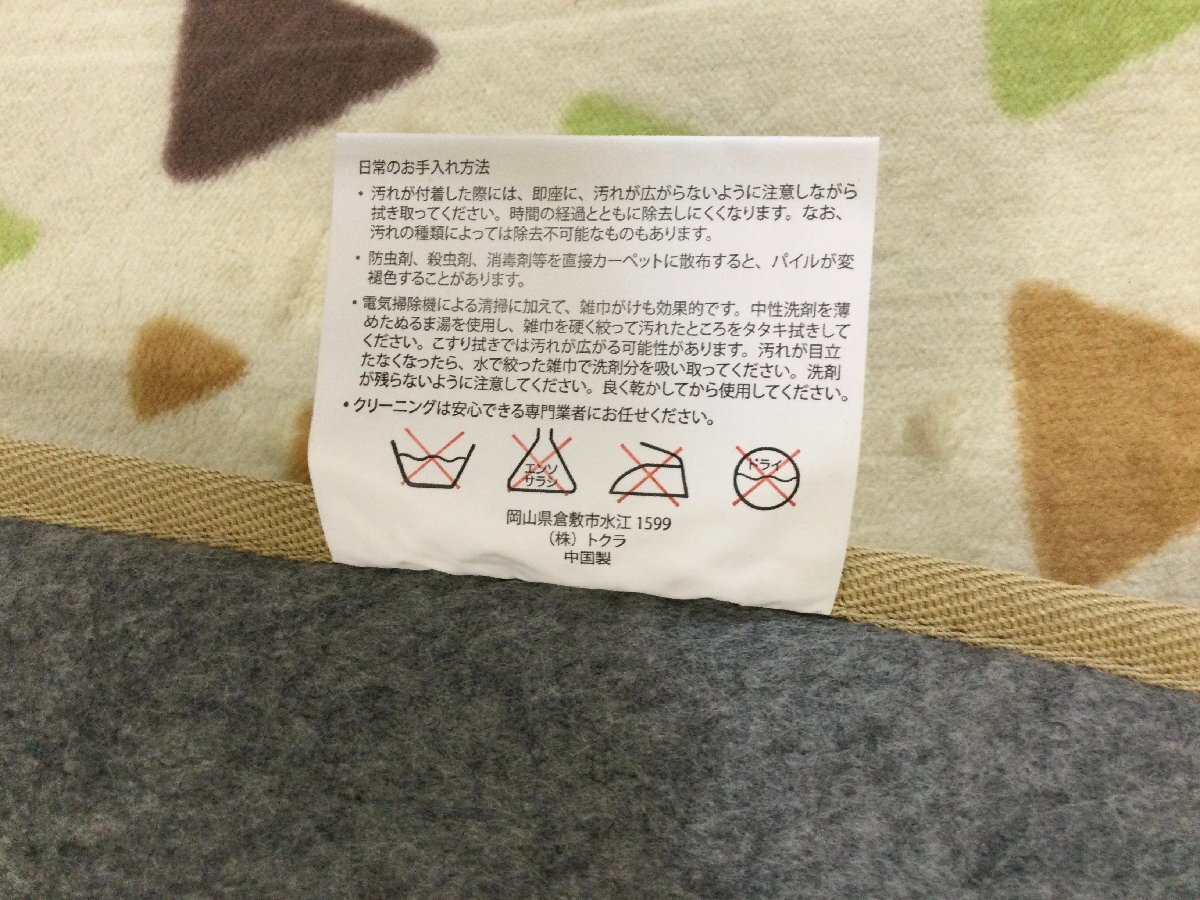 日常のお手入れ方法
・汚れが付着した際には、即座に、汚れが広がらないように注意しながら
拭き取ってください。時間の経過とともに除去しにくくなります。なお、
汚れの種類によっては除去不可能なものもあります。
・防虫剤、殺虫剤、消毒剤等を直接カーペットに散布すると、パイルが変
褪色することがあります。
・電気掃除機による清掃に加えて、雑巾がけも効果的です。中性洗剤を薄
めたぬるま湯を使用し、雑巾を硬く絞って汚れたところをタタキ拭きして
ください。こすり拭きでは汚れが広がる可能性があります。汚れが目立
たなくなったら、水で絞った雑巾で洗剤分を吸い取ってください。洗剤
が残らないように注意してください。良く乾かしてから使用してください。
・クリーニングは安心できる専門業者にお任せください。
エンソ
サラシ
ドライ
岡山県倉敷市水江1599
（株）トクラ
中国製